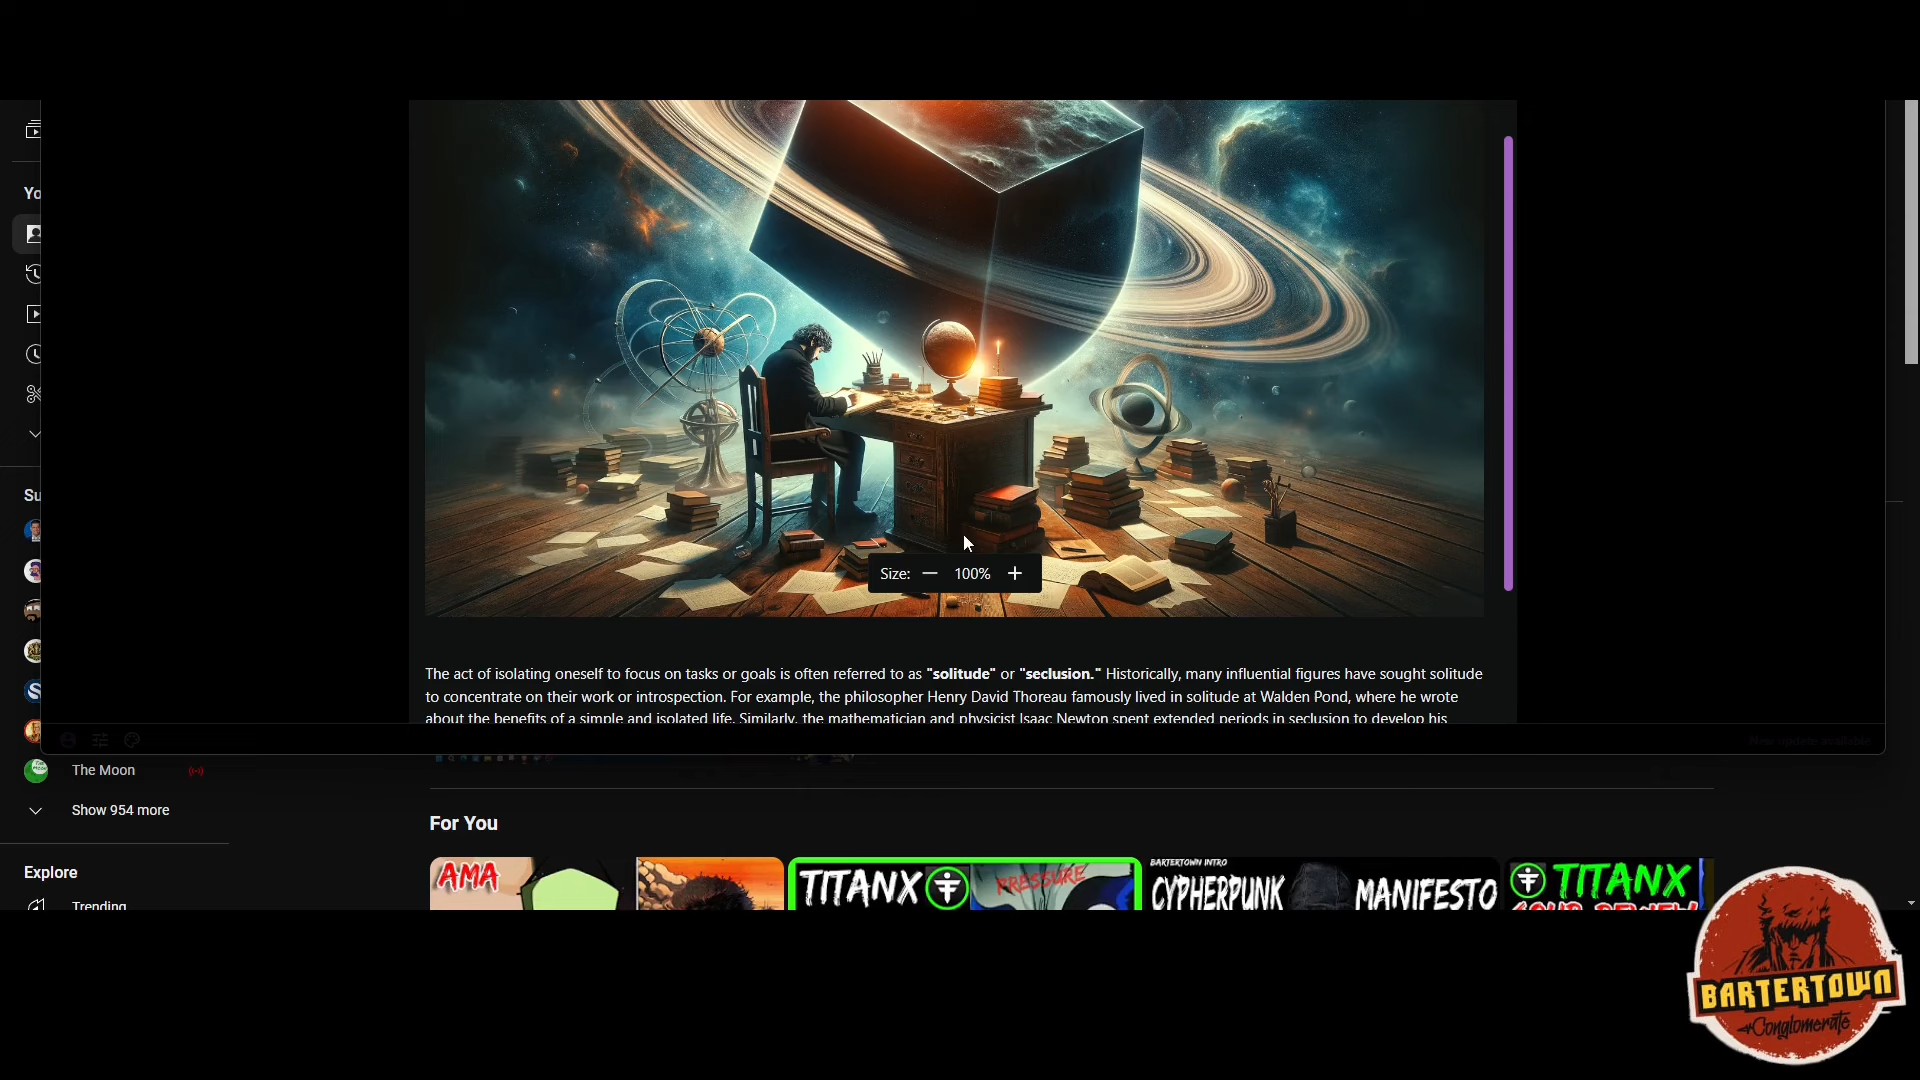 Yo
Su
Size: — 100% +
The act of isolating oneself to focus on tasks or goals is often referred to as "solitude" or "seclusion." Historically, many influential figures have sought solitude
to concentrate on their work or introspection. For example, the philosopher Henry David Thoreau famously lived in solitude at Walden Pond, where he wrote
about the benefits of a simple and isolated life. Similarly, the mathematician and physicist Isaac Newton spent extended periods in seclusion to develop his
New update available
The Moon
Show 954 more
For You
Explore
Trending
AMA
TITANX
PRESSURE
BARTERTOWN INTRO
CYPHERPUNK MANIFESTO
TITANX
BARTERTOWN
Conglomerate